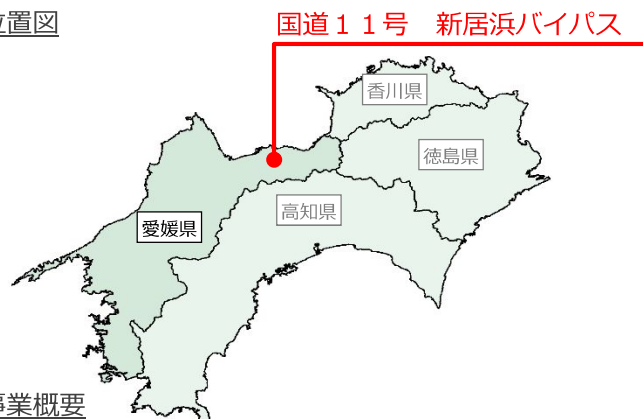 位置図
国道１１号　新居浜バイパス
香川県
徳島県
高知県
愛媛県
事業概要